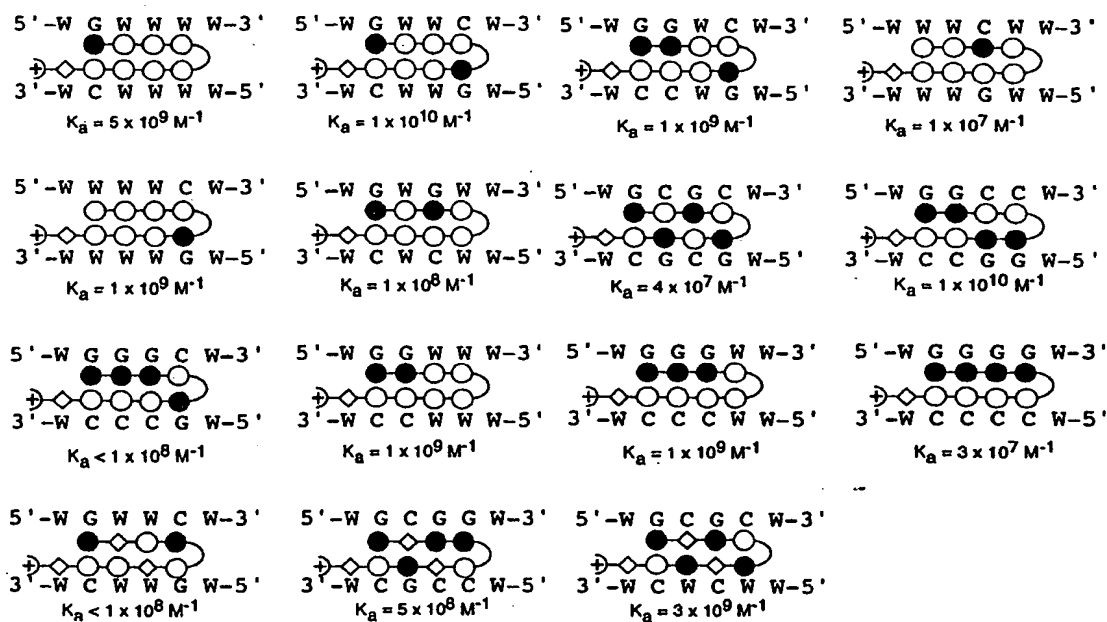 5'-W G W W W W-3' 5'-W G W W C W-3' 5'-W G G W C W-3' 5'-W W W C W W-3'
3'-W C W W W W-5' 3'-W C W W G W-5' 3'-W C C W G W-5' 3'-W W W G W W-5'
Ka = 5 x 10^9 M^-1 Ka = 1 x 10^10 M^-1 Ka = 1 x 10^9 M^-1 Ka = 1 x 10^7 M^-1
5'-W W W W C W-3' 5'-W G W G W W-3' 5'-W G C G C W-3' 5'-W G G C C W-3'
3'-W W W W G W-5' 3'-W C W C W W-5' 3'-W C G C G W-5' 3'-W C C G G W-5'
Ka = 1 x 10^9 M^-1 Ka = 1 x 10^8 M^-1 Ka = 4 x 10^7 M^-1 Ka = 1 x 10^10 M^-1
5'-W G G G C W-3' 5'-W G G W W W-3' 5'-W G G G W W-3' 5'-W G G G G W-3'
3'-W C C C G W-5' 3'-W C C W W W-5' 3'-W C C C W W-5' 3'-W C C C C W-5'
Ka < 1 x 10^8 M^-1 Ka = 1 x 10^9 M^-1 Ka = 1 x 10^9 M^-1 Ka = 3 x 10^7 M^-1
5'-W G W W C W-3' 5'-W G C G G W-3' 5'-W G C G C W-3'
3'-W C W W G W-5' 3'-W C G C C W-5' 3'-W C W C W W-5'
Ka < 1 x 10^8 M^-1 Ka = 5 x 10^8 M^-1 Ka = 3 x 10^9 M^-1